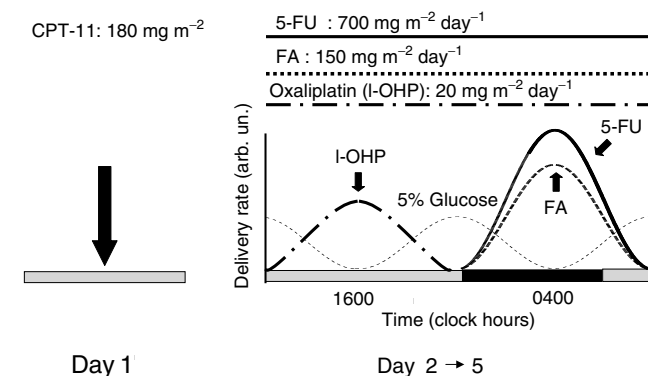 CPT-11: 180 mg m⁻²
5-FU : 700 mg m⁻² day⁻¹
FA : 150 mg m⁻² day⁻¹
Oxaliplatin (l-OHP): 20 mg m⁻² day⁻¹
Delivery rate (arb. un.)
5-FU
l-OHP
5% Glucose
FA
1600
0400
Time (clock hours)
Day 1
Day 2 → 5